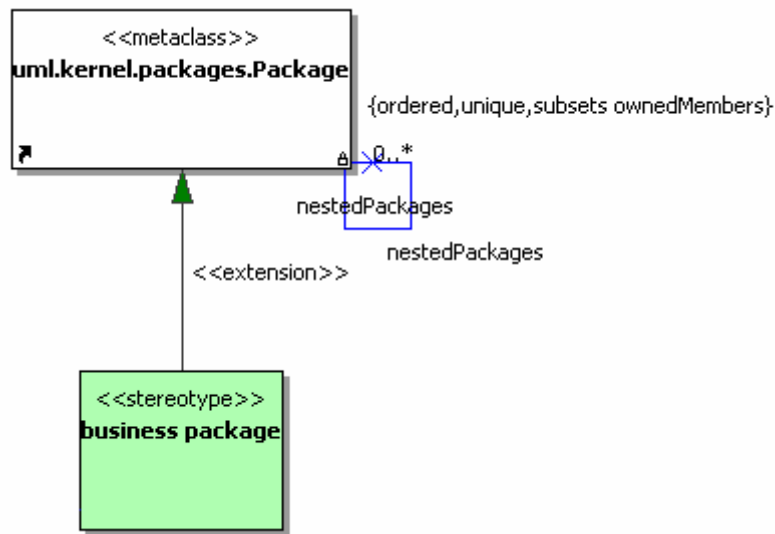 <<metaclass>>
uml.kernel.packages.Package
{ordered,unique,subsets ownedMembers}
0..*
nestedPackages
nestedPackages
<<extension>>
<<stereotype>>
business package